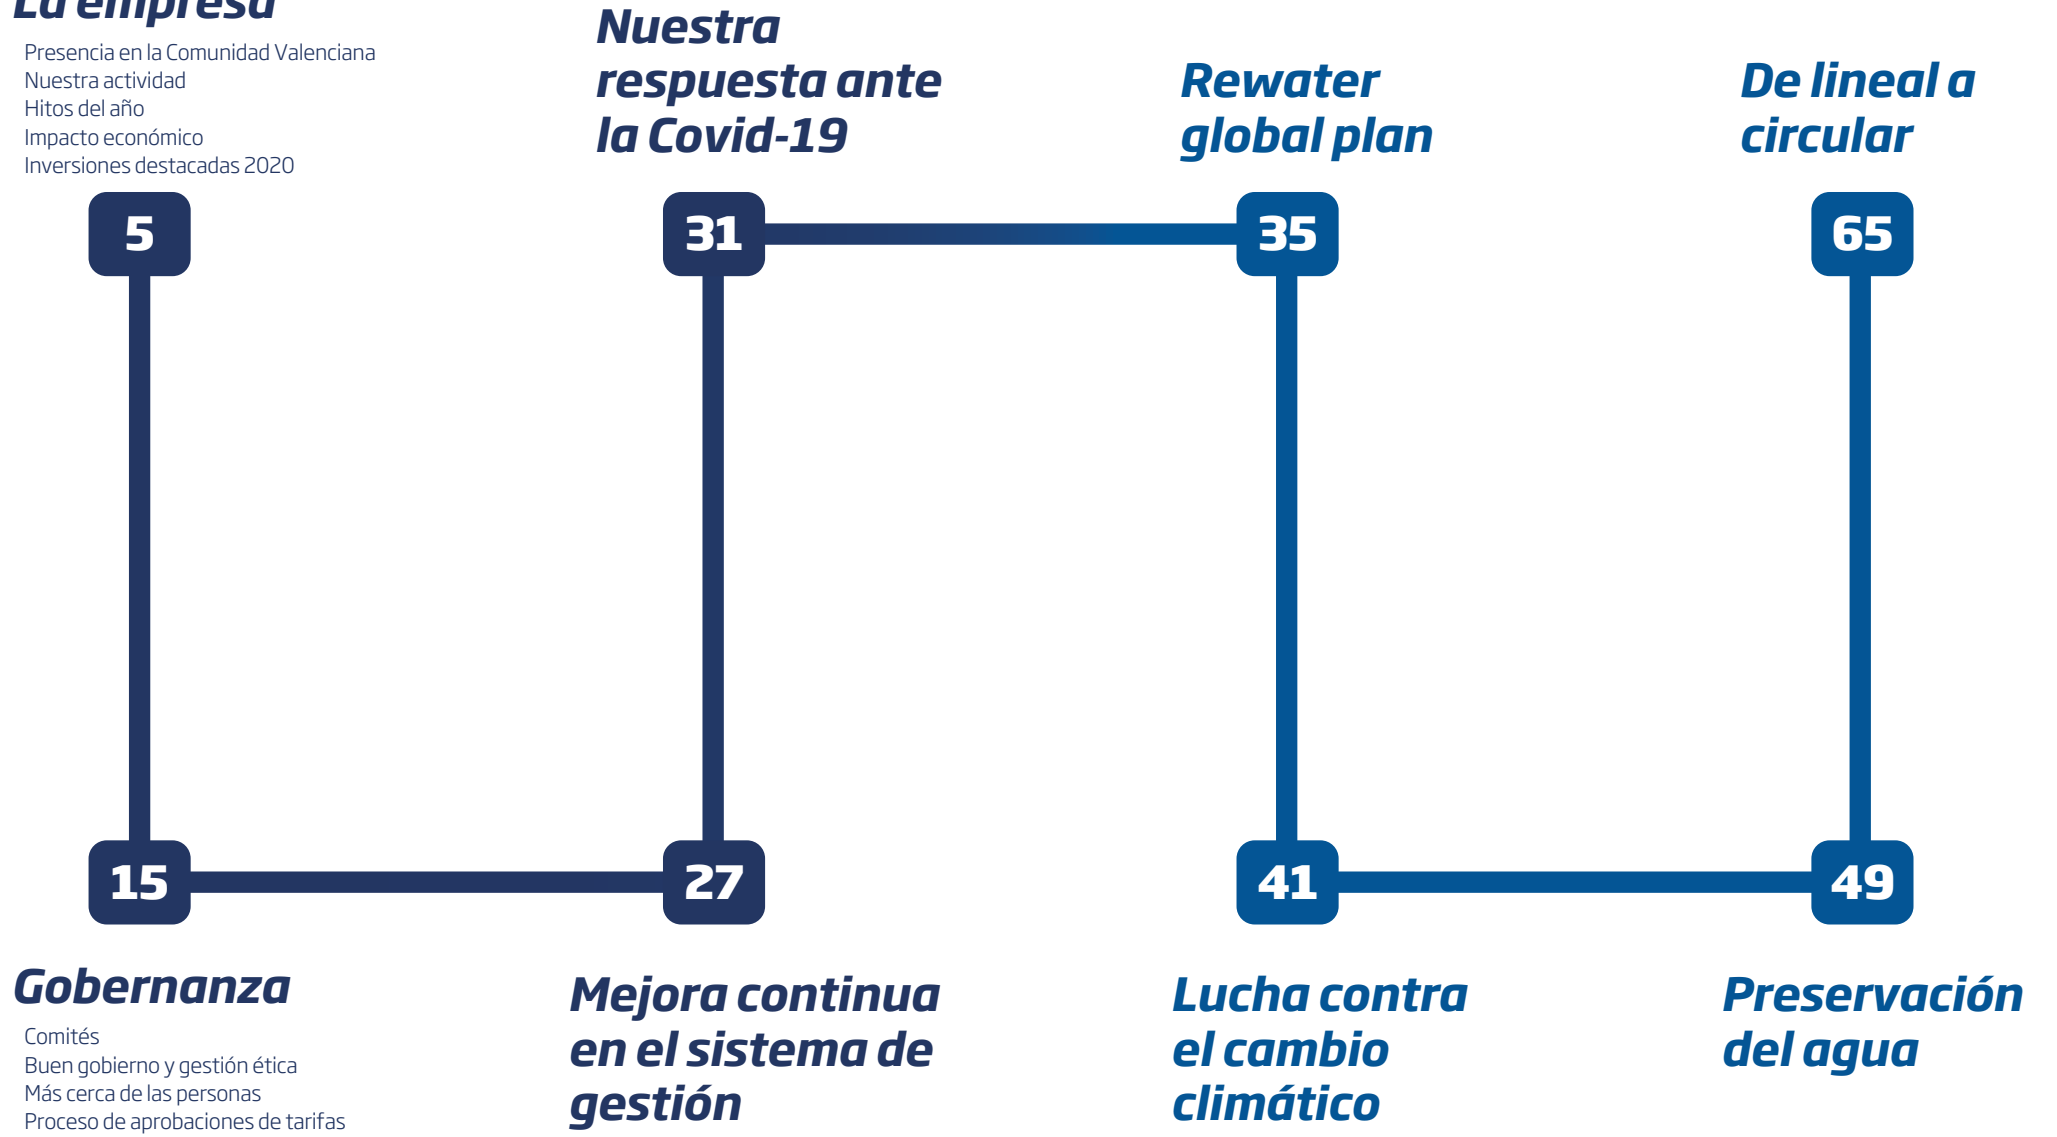 La empresa
Presencia en la Comunidad Valenciana
Nuestra actividad
Hitos del año
Impacto económico
Inversiones destacadas 2020
5
15
Gobernanza
Comités
Buen gobierno y gestión ética
Más cerca de las personas
Proceso de aprobaciones de tarifas
27
Mejora continua
en el sistema de
gestión
Nuestra
respuesta ante
la Covid-19
31
Rewater
global plan
35
41
Lucha contra
el cambio
climático
49
Preservación
del agua
De lineal a
circular
65